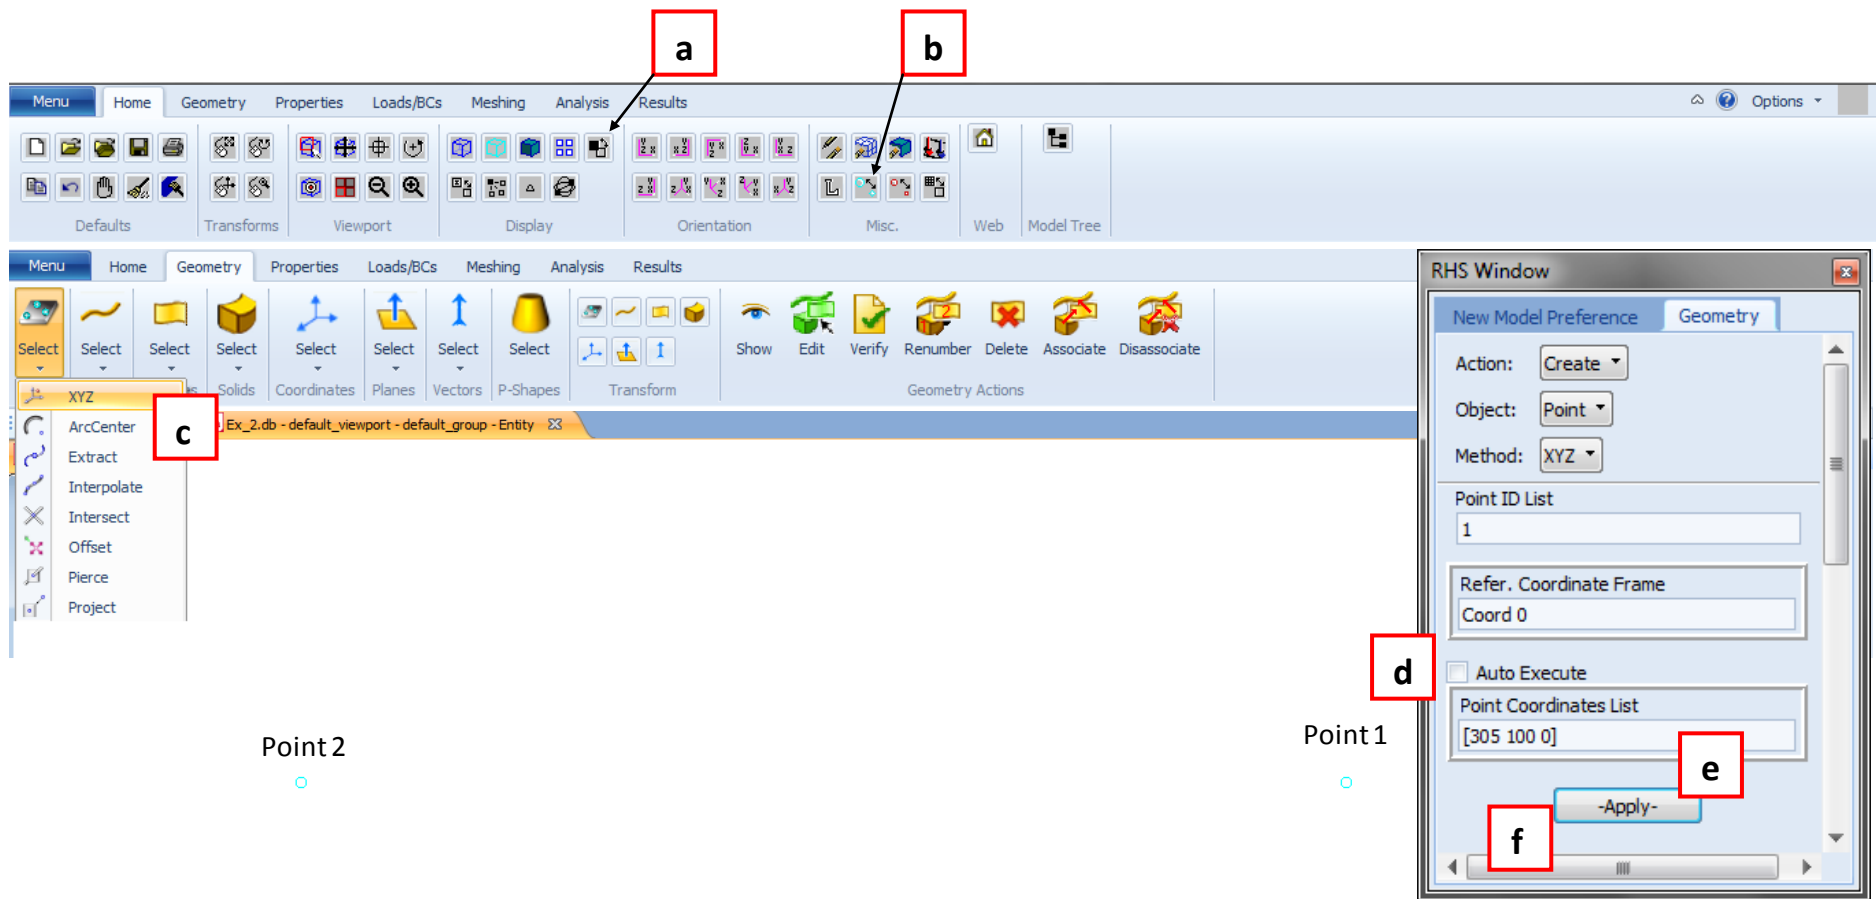 a
b
Menu Home Geometry Properties Loads/BCs Meshing Analysis Results Options
Defaults Transforms Viewport Display Orientation Misc. Web Model Tree
Menu Home Geometry Properties Loads/BCs Meshing Analysis Results
Select Select Select Select Select Select Select Select Show Edit Verify Renumber Delete Associate Disassociate
Solids Coordinates Planes Vectors P-Shapes Transform Geometry Actions
XYZ
ArcCenter
Extract
Interpolate
Intersect
Offset
Pierce
Project
c
Ex_2.db - default_viewport - default_group - Entity
Point 2
Point 1
RHS Window
New Model Preference Geometry
Action: Create
Object: Point
Method: XYZ
Point ID List
1
Refer. Coordinate Frame
Coord 0
d
Auto Execute
Point Coordinates List
[305 100 0]
e
-Apply-
f